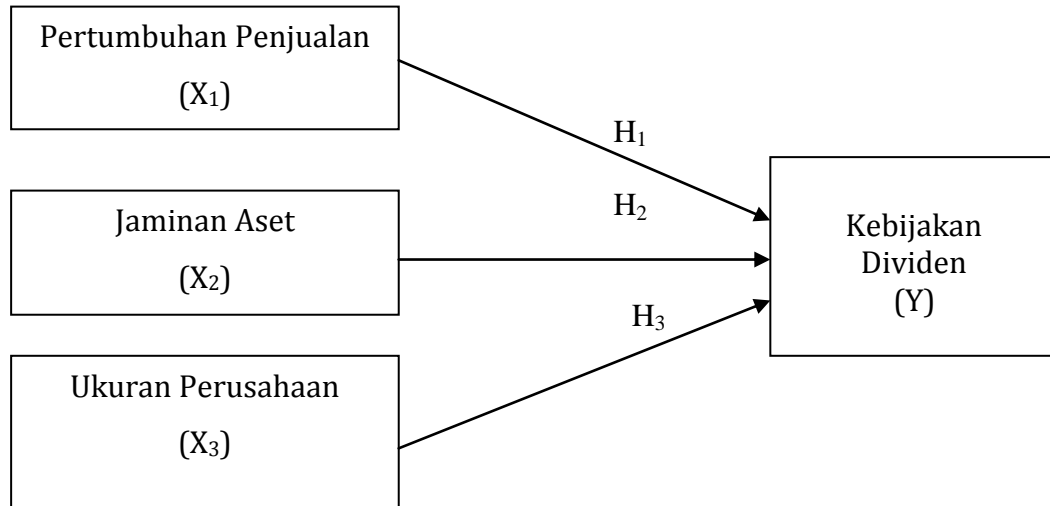 Pertumbuhan Penjualan
(X₁)
H₁
Jaminan Aset
(X₂)
H₂
Kebijakan
Dividen
(Y)
H₃
Ukuran Perusahaan
(X₃)